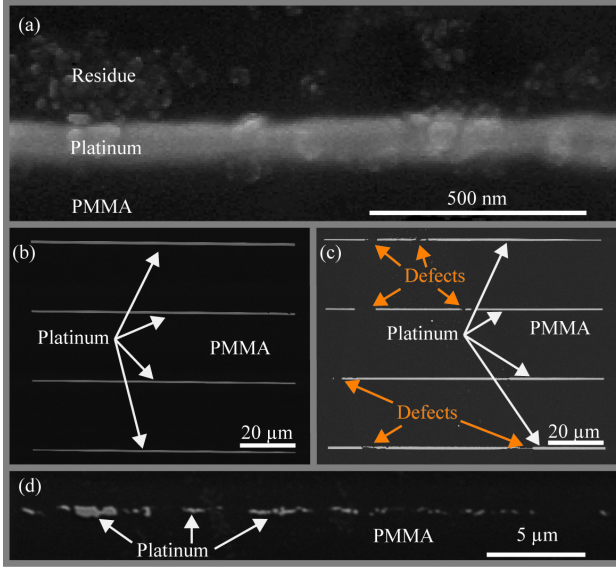 (a)
Residue
Platinum
PMMA
500 nm
(b)
Platinum
PMMA
20 µm
(c)
Defects
Platinum
PMMA
Defects
20 µm
(d)
Platinum
PMMA
5 µm